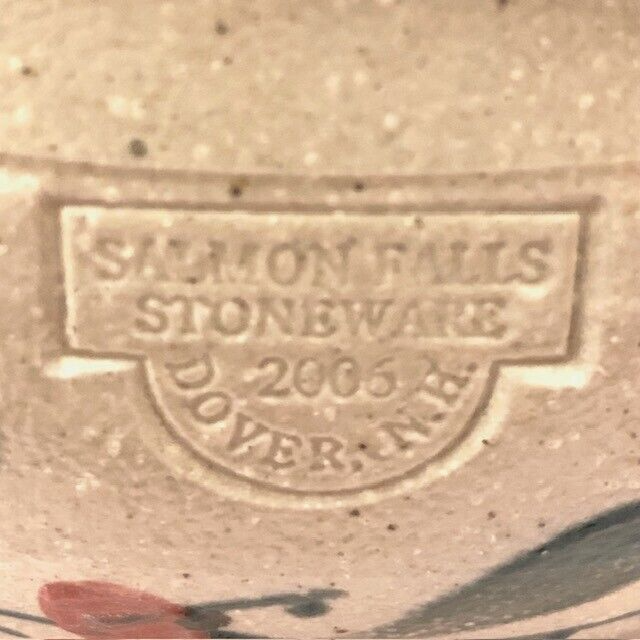 SALMON FALLS
STONEWARE
2006
DOVER, N.H.